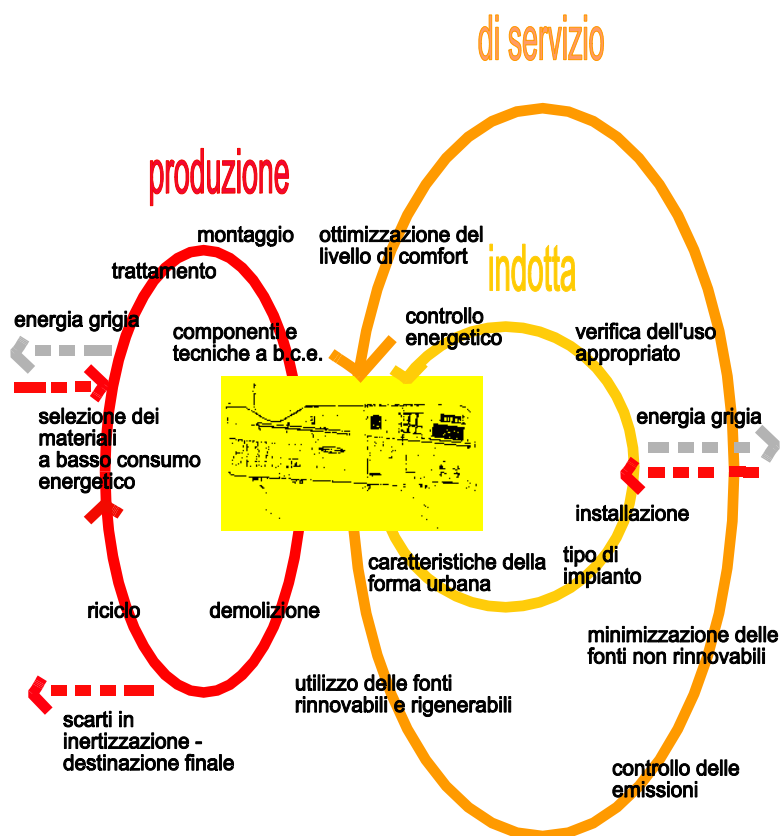 di servizio
produzione
montaggio
trattamento
ottimizzazione del
livello di comfort
indotta
energia grigia
componenti e
tecniche a b.c.e.
controllo
energetico
verifica dell'uso
appropriato
selezione dei
materiali
a basso consumo
energetico
energia grigia
installazione
caratteristiche della
forma urbana
tipo di
impianto
riciclo
demolizione
minimizzazione delle
fonti non rinnovabili
utilizzo delle fonti
rinnovabili e rigenerabili
scarti in
inertizzazione -
destinazione finale
controllo delle
emissioni